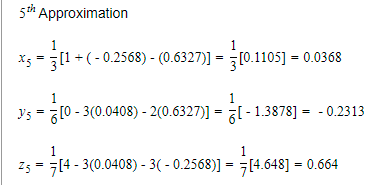 5th Approximation
x5 = 1/3[1 + ( - 0.2568) - (0.6327)] = 1/3[0.1105] = 0.0368
y5 = 1/6[0 - 3(0.0408) - 2(0.6327)] = 1/6[ - 1.3878] = - 0.2313
z5 = 1/7[4 - 3(0.0408) - 3( - 0.2568)] = 1/7[4.648] = 0.664